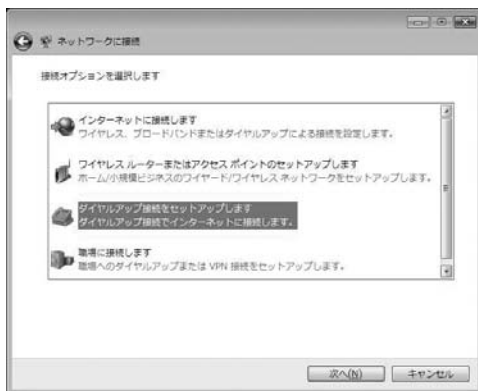 ネットワークに接続
接続オプションを選択します
インターネットに接続します
ワイヤレス、ブロードバンドまたはダイヤルアップによる接続を設定します。
ワイヤレス ルーターまたはアクセス ポイントのセットアップします
ホーム/小規模ビジネスのワイヤード/ワイヤレス ネットワークをセットアップします。
ダイヤルアップ接続をセットアップします
ダイヤルアップ接続でインターネットに接続します。
職場に接続します
職場へのダイヤルアップまたは VPN 接続をセットアップします。
次へ(N)
キャンセル